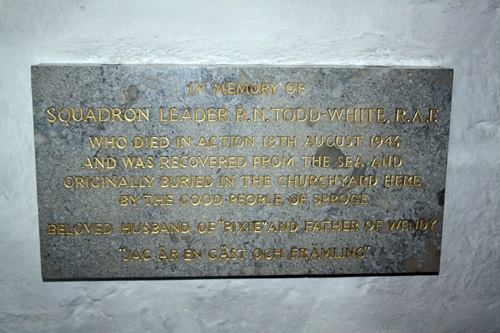 IN MEMORY OF
SQUADRON LEADER R.N. TODD-WHITE, R.A.F.
WHO DIED IN ACTION 18TH AUGUST 1943
AND WAS RECOVERED FROM THE SEA AND
ORIGINALLY BURIED IN THE CHURCHYARD HERE
BY THE GOOD PEOPLE OF SPROGE
BELOVED HUSBAND OF "PIXIE" AND FATHER OF WENDY
"JAG ÄR EN GÄST OCH FRÄMLING"